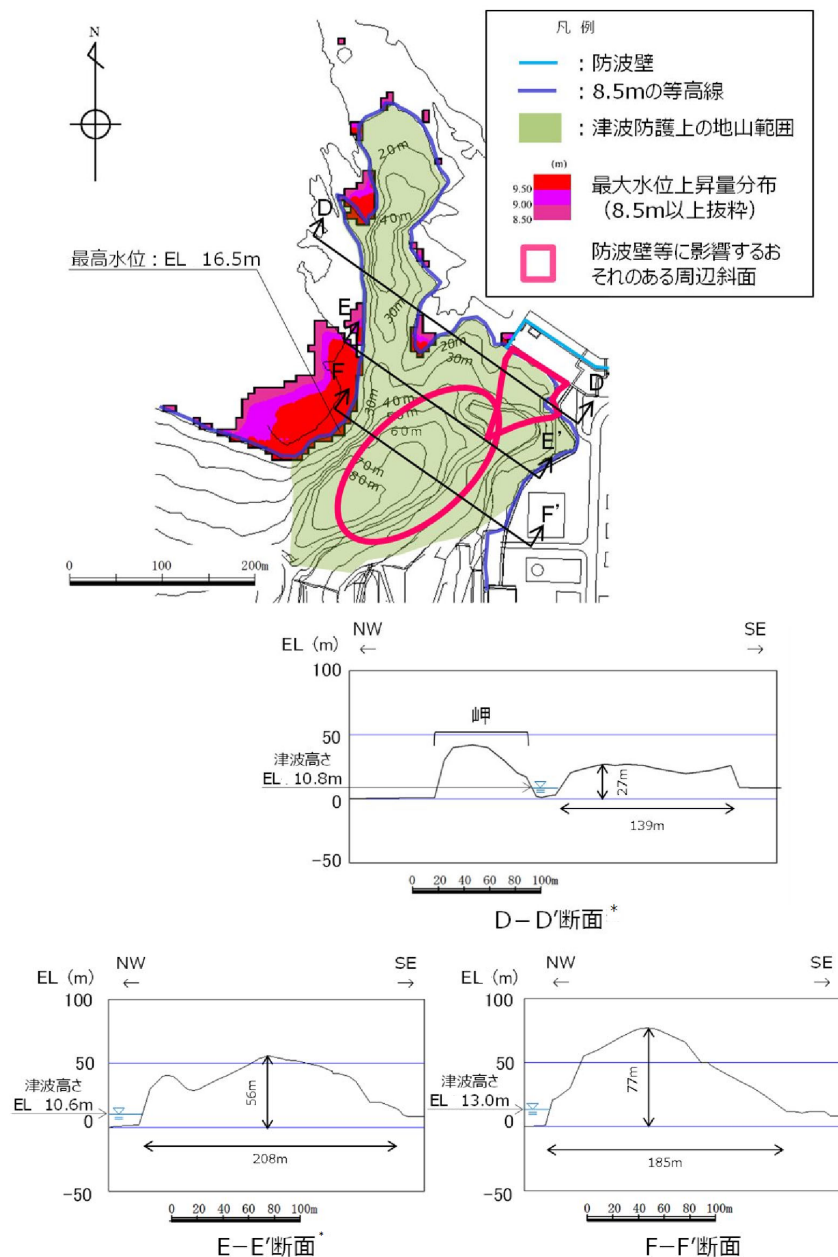 N
凡 例
：防波壁
：8.5mの等高線
：津波防護上の地山範囲
(m)
9.50
9.00
8.50
最大水位上昇量分布
（8.5m以上抜粋）
防波壁等に影響するお
それのある周辺斜面
20m
40m
D
最高水位：EL 16.5m
E
30m
20m
30m
F
30m
40m
50m
60m
70m
80m
D
E'
F'
0 100 200m
EL (m)
NW
←
SE
→
100
50
0
-50
岬
津波高さ
EL 10.8m
27m
139m
0 20 40 60 80 100m
D－D′断面*
EL (m)
NW
←
SE
→
100
50
0
-50
津波高さ
EL 10.6m
56m
208m
0 20 40 60 80 100m
E－E′断面*
EL (m)
NW
←
SE
→
100
50
0
-50
津波高さ
EL 13.0m
77m
185m
0 20 40 60 80 100m
F－F′断面